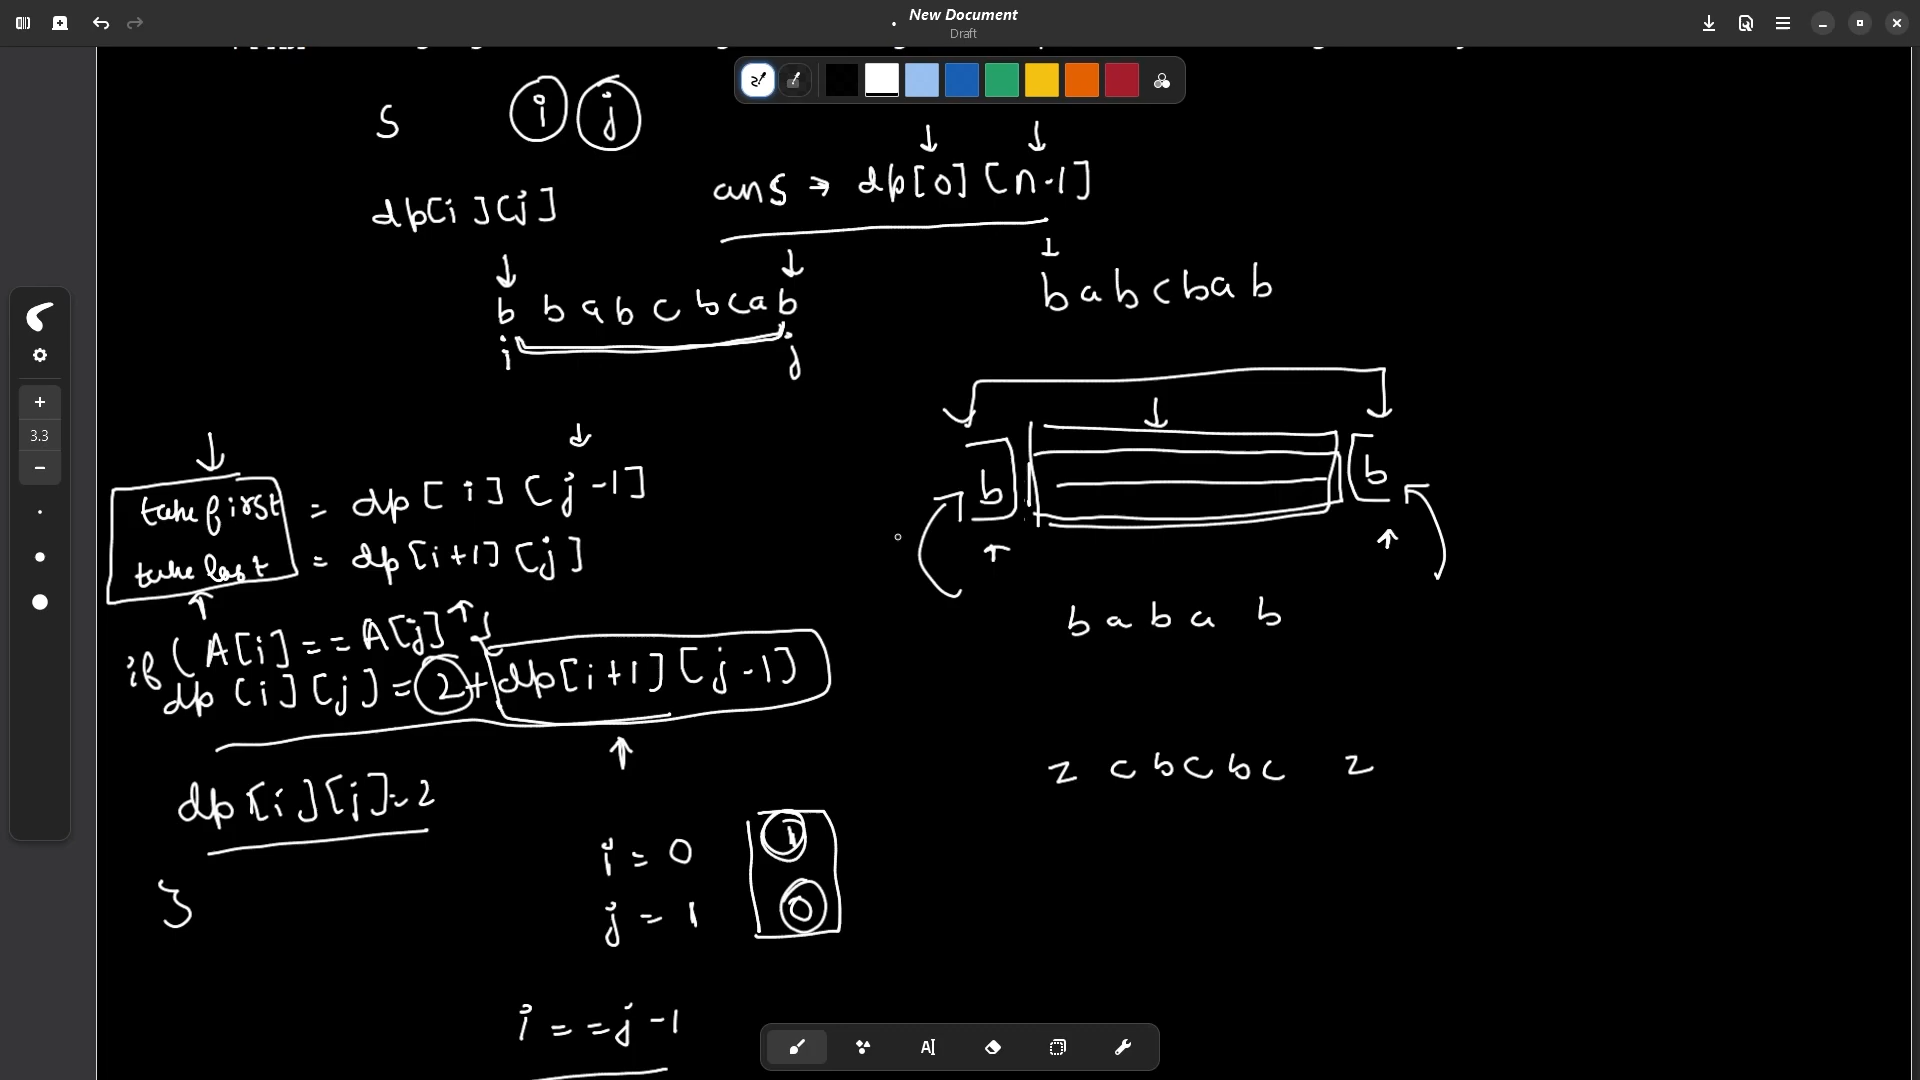 New Document
Draft
S i j
ans → dp[0][n-1]
dp[i][j]
b b a b c b c a b
i j
b a b c b a b
take first = dp[i][j-1]
take last = dp[i+1][j]
b b
if (A[i]==A[j]){
dp[i][j]=2+dp[i+1][j-1]
b a b a b
dp[i][j]=2
z c b c b c z
i = 0 1
j = 1 0
}
i==j-1
3.3
AI